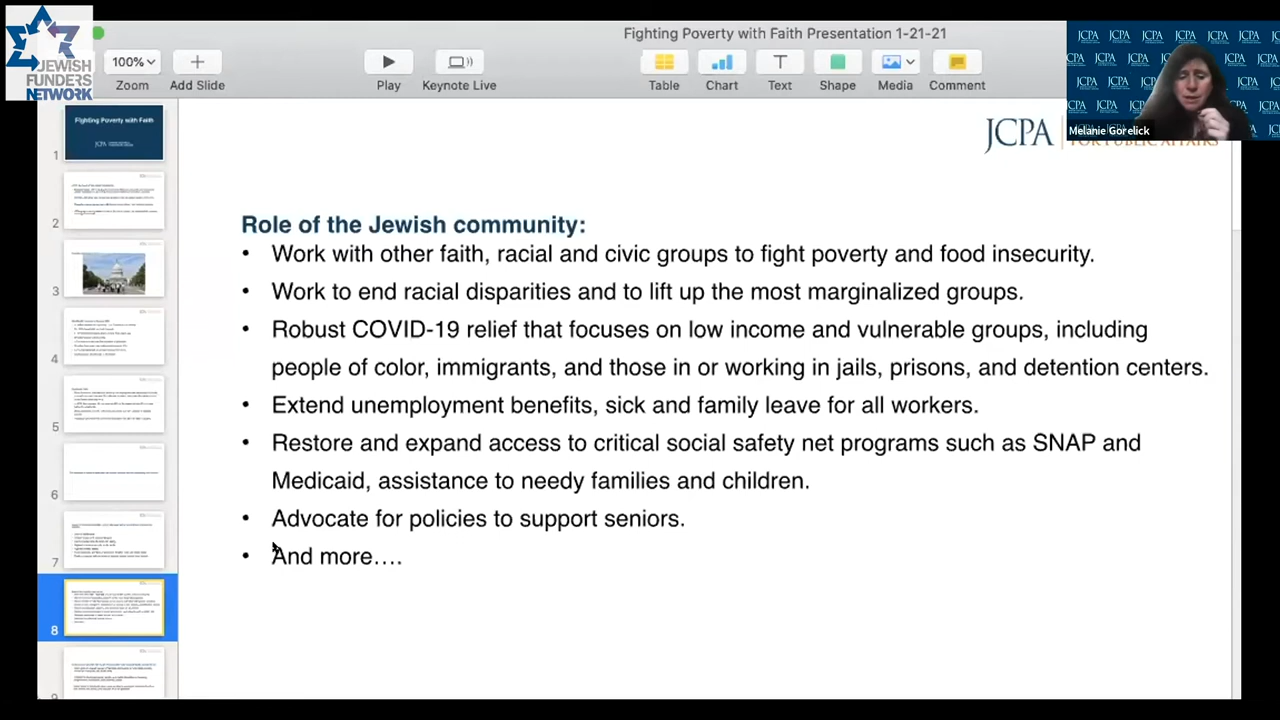 JEWISH
FUNDERS
NETWORK
Fighting Poverty with Faith Presentation 1-21-21
100%
Zoom
Add Slide
Play
Keynote Live
Table
Chart
Text
Shape
Media
Comment
JCPA
Melanie Gorelick
JCPA
FOR PUBLIC AFFAIRS
Fighting Poverty with Faith
1
2
3
4
5
6
7
8
9
Role of the Jewish community:
• Work with other faith, racial and civic groups to fight poverty and food insecurity.
• Work to end racial disparities and to lift up the most marginalized groups.
• Robust COVID-19 relief that focuses on low income and vulnerable groups, including
people of color, immigrants, and those in or working in jails, prisons, and detention centers.
• Extend unemployment benefits, sick and family leave for all workers.
• Restore and expand access to critical social safety net programs such as SNAP and
Medicaid, assistance to needy families and children.
• Advocate for policies to support seniors.
• And more….